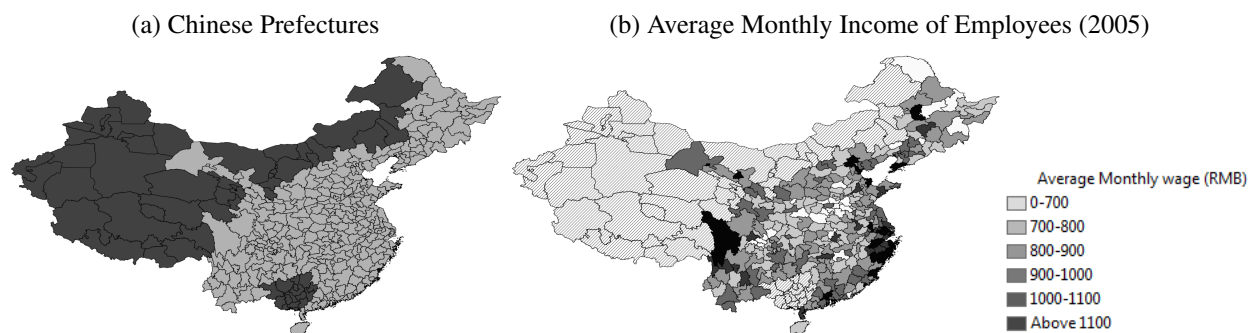 (a) Chinese Prefectures
(b) Average Monthly Income of Employees (2005)
Average Monthly wage (RMB)
0-700
700-800
800-900
900-1000
1000-1100
Above 1100